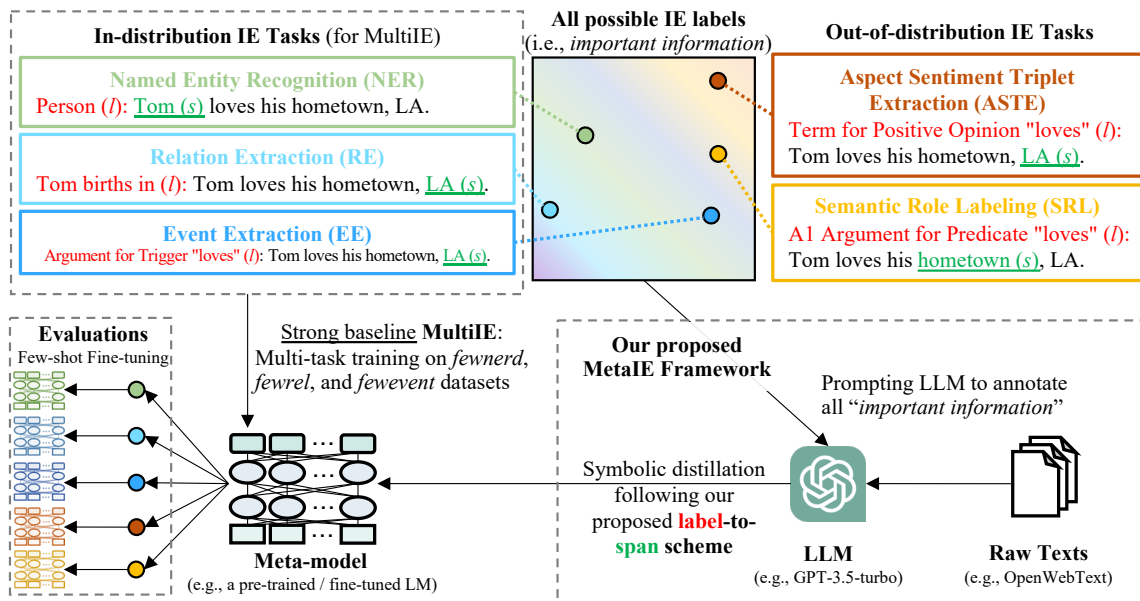 In-distribution IE Tasks (for MultiIE)
Named Entity Recognition (NER)
Person (l): Tom (s) loves his hometown, LA.
Relation Extraction (RE)
Tom births in (l): Tom loves his hometown, LA (s).
Event Extraction (EE)
Argument for Trigger "loves" (l): Tom loves his hometown, LA (s).
All possible IE labels
(i.e., important information)
Out-of-distribution IE Tasks
Aspect Sentiment Triplet
Extraction (ASTE)
Term for Positive Opinion "loves" (l):
Tom loves his hometown, LA (s).
Semantic Role Labeling (SRL)
A1 Argument for Predicate "loves" (l):
Tom loves his hometown (s), LA.
Evaluations
Few-shot Fine-tuning
Strong baseline MultiIE:
Multi-task training on fewnerd,
fewrel, and fewevent datasets
Meta-model
(e.g., a pre-trained / fine-tuned LM)
Our proposed
MetaIE Framework
Prompting LLM to annotate
all “important information”
Symbolic distillation
following our
proposed label-to-
span scheme
LLM
(e.g., GPT-3.5-turbo)
Raw Texts
(e.g., OpenWebText)